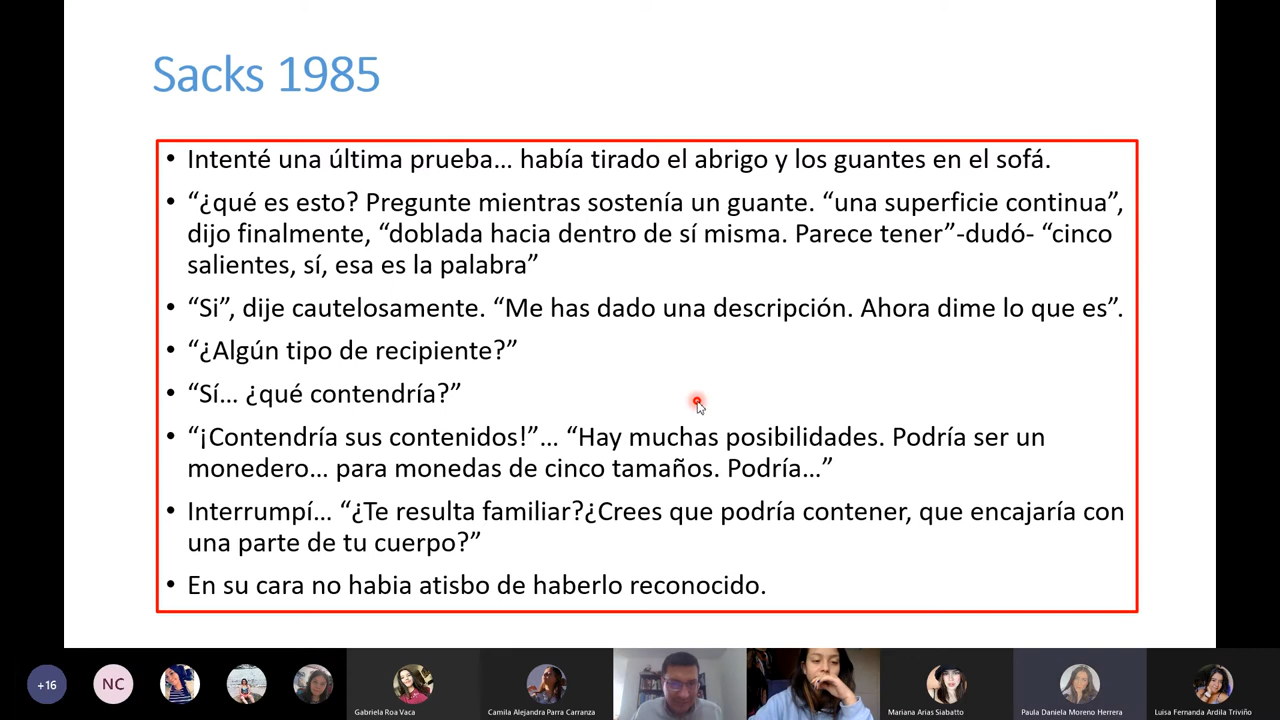 Sacks 1985
• Intenté una última prueba… había tirado el abrigo y los guantes en el sofá.
• “¿qué es esto? Pregunte mientras sostenía un guante. “una superficie continua”,
dijo finalmente, “doblada hacia dentro de sí misma. Parece tener”-dudó- “cinco
salientes, sí, esa es la palabra”
• “Si”, dije cautelosamente. “Me has dado una descripción. Ahora dime lo que es”.
• “¿Algún tipo de recipiente?”
• “Sí… ¿qué contendría?”
• “¡Contendría sus contenidos!”… “Hay muchas posibilidades. Podría ser un
monedero… para monedas de cinco tamaños. Podría…”
• Interrumpí… “¿Te resulta familiar?¿Crees que podría contener, que encajaría con
una parte de tu cuerpo?”
• En su cara no habia atisbo de haberlo reconocido.
+16
NC
Gabriela Roa Vaca
Camila Alejandra Parra Carranza
Mariana Arias Siabatto
Paula Daniela Moreno Herrera
Luisa Fernanda Ardila Triviño